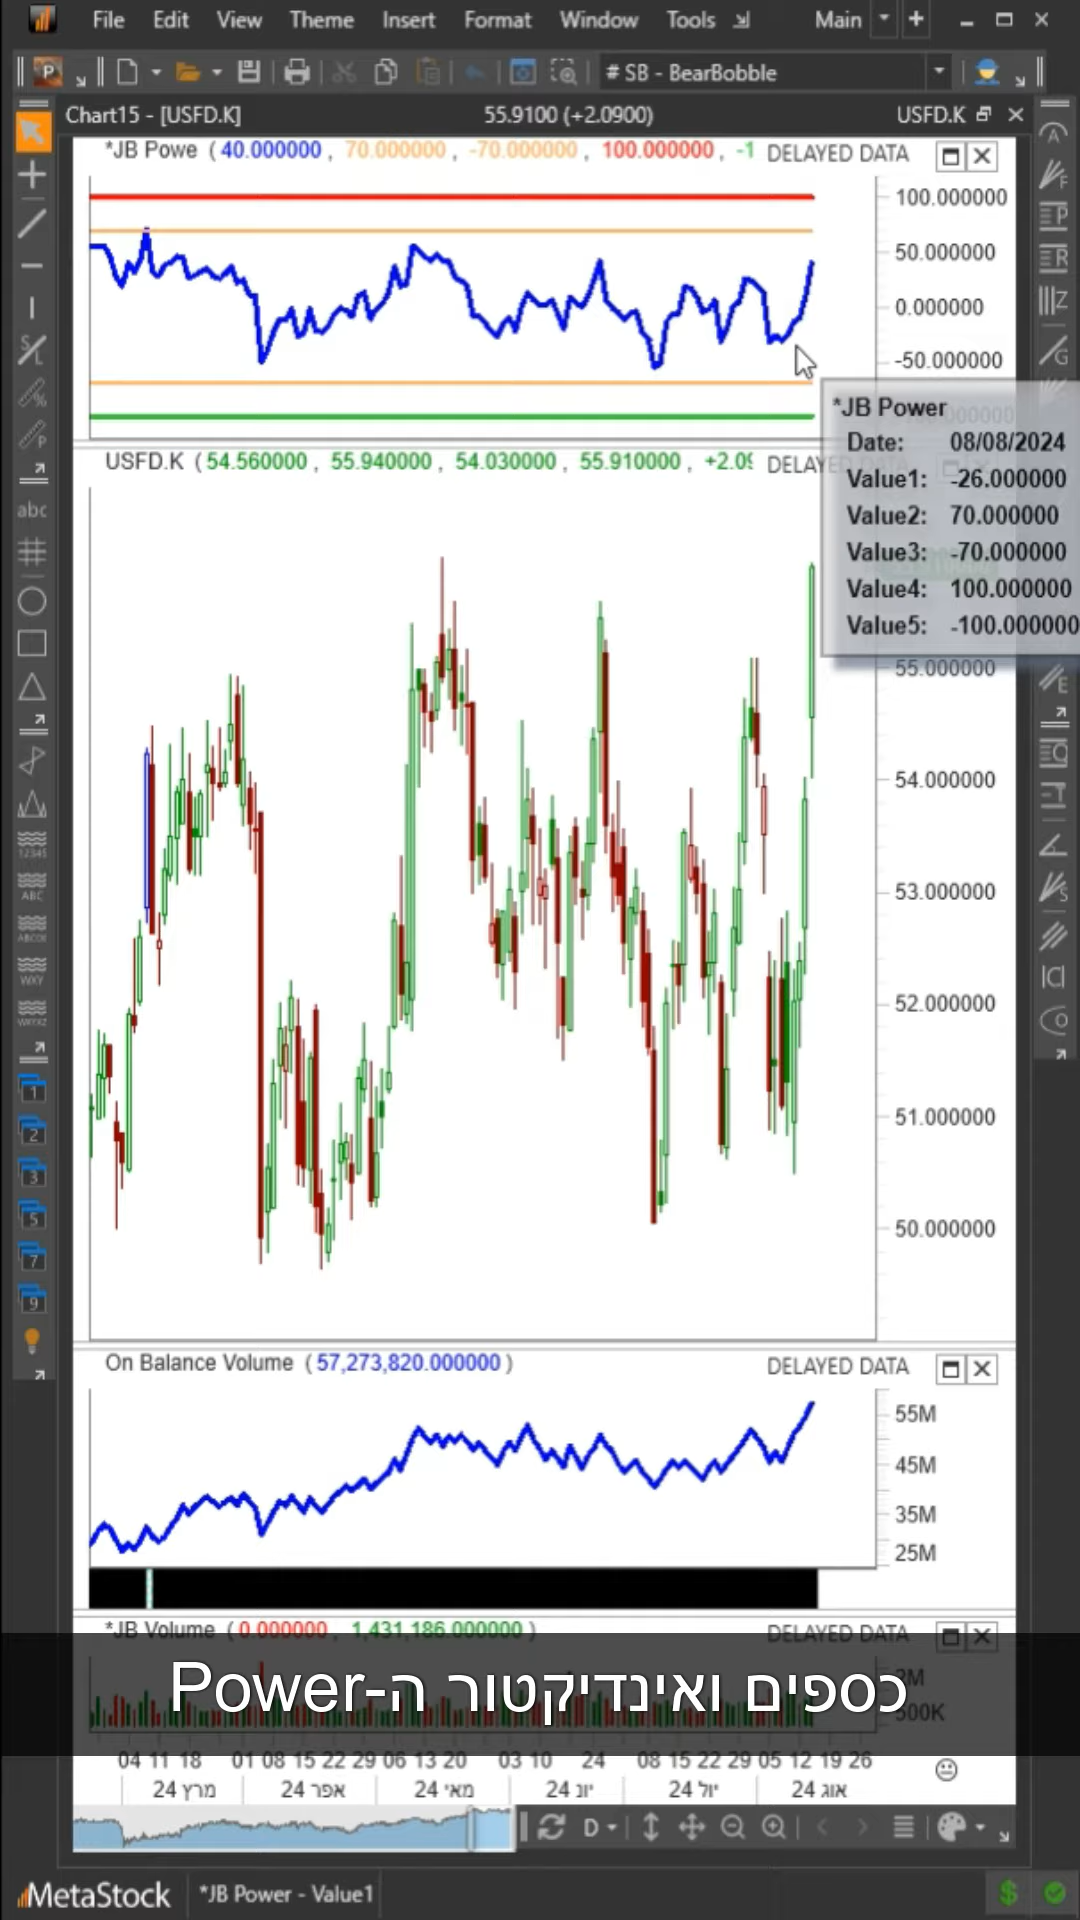 File Edit View Theme Insert Format Window Tools Main
P # SB - BearBobble
Chart15 - [USFD.K] 55.9100 (+2.0900) USFD.K
*JB Powe (40.000000, 70.000000, -70.000000, 100.000000, -1 DELAYED DATA
100.000000
50.000000
0.000000
-50.000000
*JB Power
Date: 08/08/2024
Value1: -26.000000
Value2: 70.000000
Value3: -70.000000
Value4: 100.000000
Value5: -100.000000
USFD.K (54.560000, 55.940000, 54.030000, 55.910000, +2.09
55.000000
54.000000
53.000000
52.000000
51.000000
50.000000
On Balance Volume (57,273,820.000000) DELAYED DATA
55M
45M
35M
25M
*JB Volume (0.000000, 1,431,186.000000) DELAYED DATA
כספים ואינדיקטור ה-Power
500K
04 11 18 01 08 15 22 29 06 13 20 03 10 24 08 15 22 29 05 12 19 26
מרץ 24 אפר 24 מאי 24 יונ 24 יול 24 אוג 24
D
MetaStock *JB Power - Value1